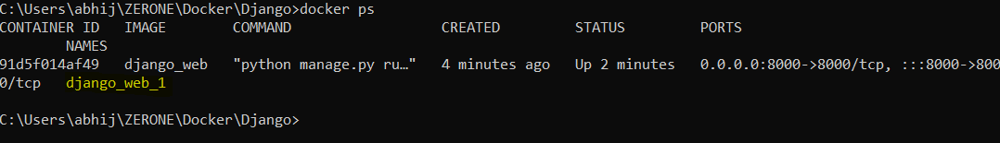 C:\Users\abhij\ZERONE\Docker\Django>docker ps
CONTAINER ID   IMAGE        COMMAND                  CREATED         STATUS         PORTS
        NAMES
91d5f014af49   django_web   "python manage.py ru…"   4 minutes ago   Up 2 minutes   0.0.0.0:8000->8000/tcp, :::8000->800
0/tcp   django_web_1
C:\Users\abhij\ZERONE\Docker\Django>